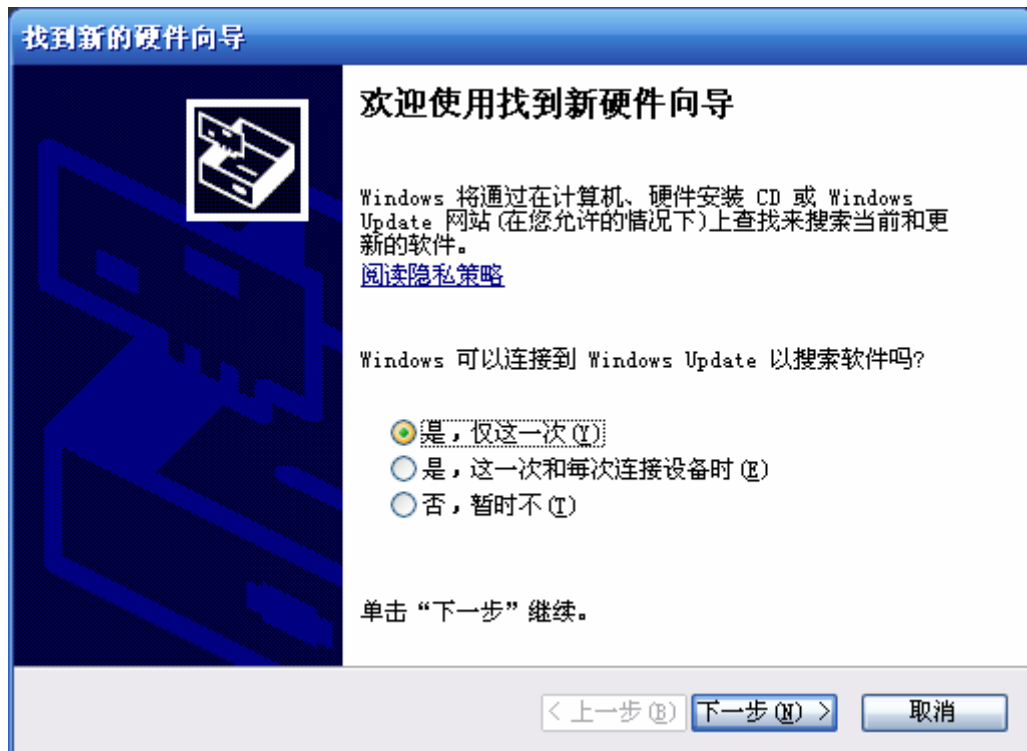 找到新的硬件向导
欢迎使用找到新硬件向导
Windows 将通过在计算机、硬件安装 CD 或 Windows
Update 网站(在您允许的情况下)上查找来搜索当前和更
新的软件。
阅读隐私策略
Windows 可以连接到 Windows Update 以搜索软件吗?
是，仅这一次(Y)
是，这一次和每次连接设备时(E)
否，暂时不(T)
单击“下一步”继续。
< 上一步(B) 下一步(N) > 取消